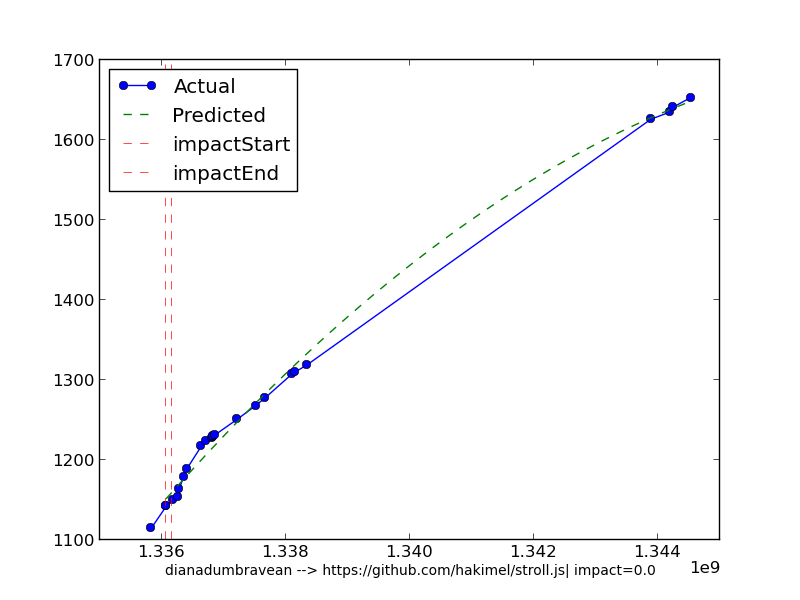 1700
1600
1500
1400
1300
1200
1100
Actual
Predicted
impactStart
impactEnd
1.336 1.338 1.340 1.342 1.344
1e9
dianadumbravean --> https://github.com/hakimel/stroll.js| impact=0.0